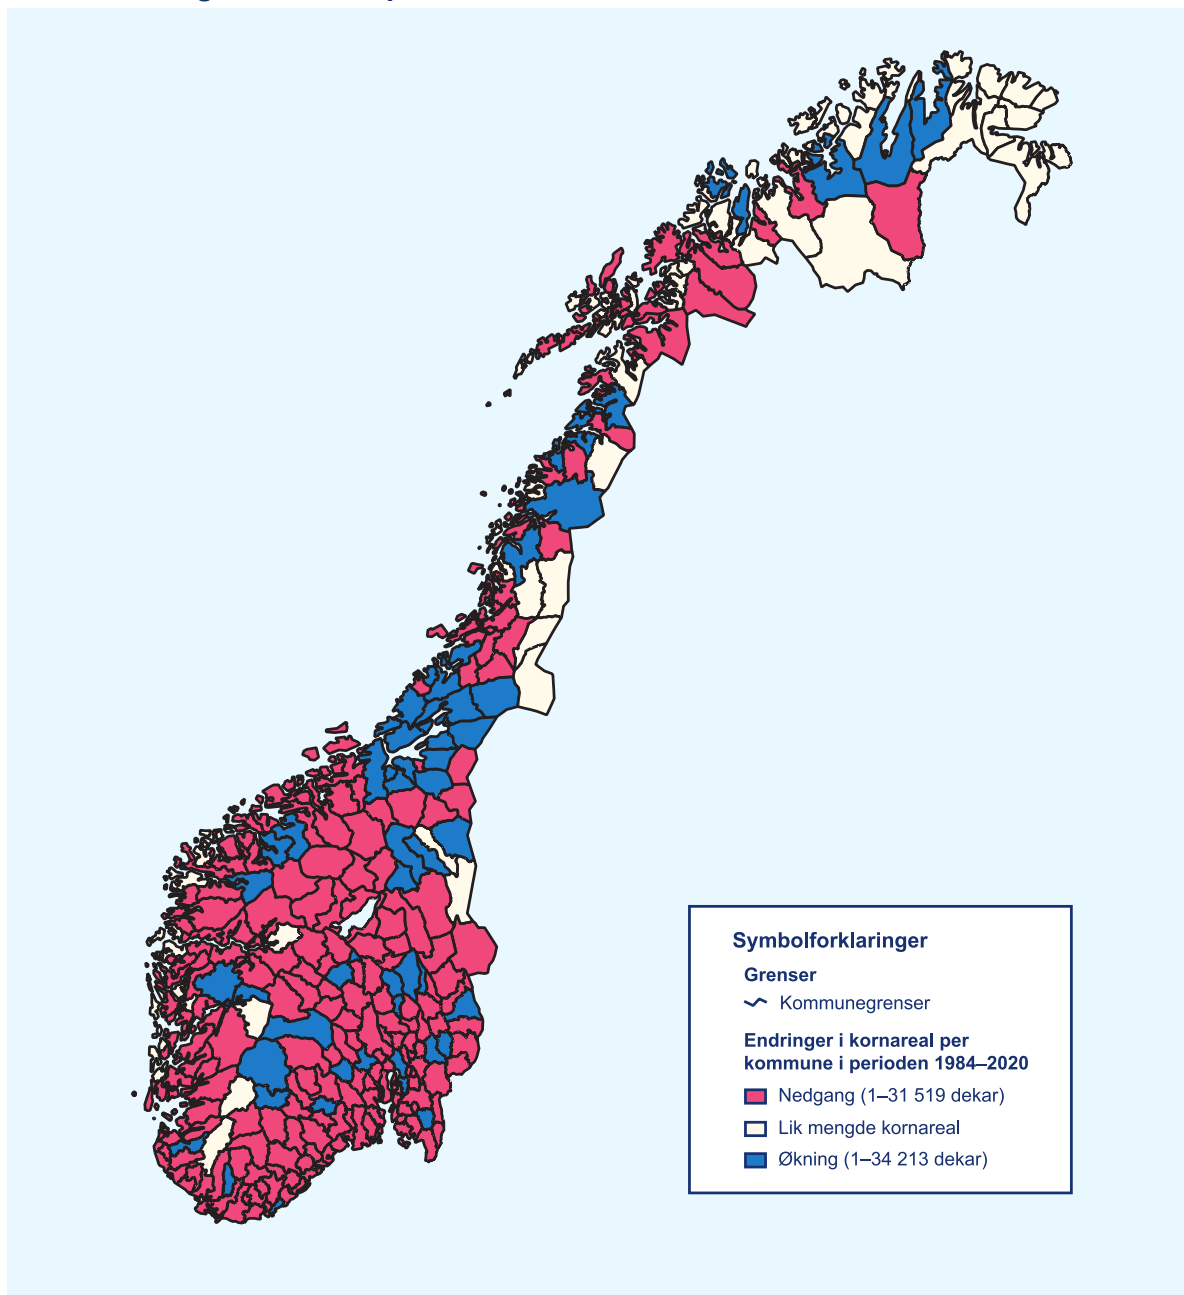 Symbolforklaringer
Grenser
Kommunegrenser
Endringer i kornareal per
kommune i perioden 1984–2020
Nedgang (1–31 519 dekar)
Lik mengde kornareal
Økning (1–34 213 dekar)